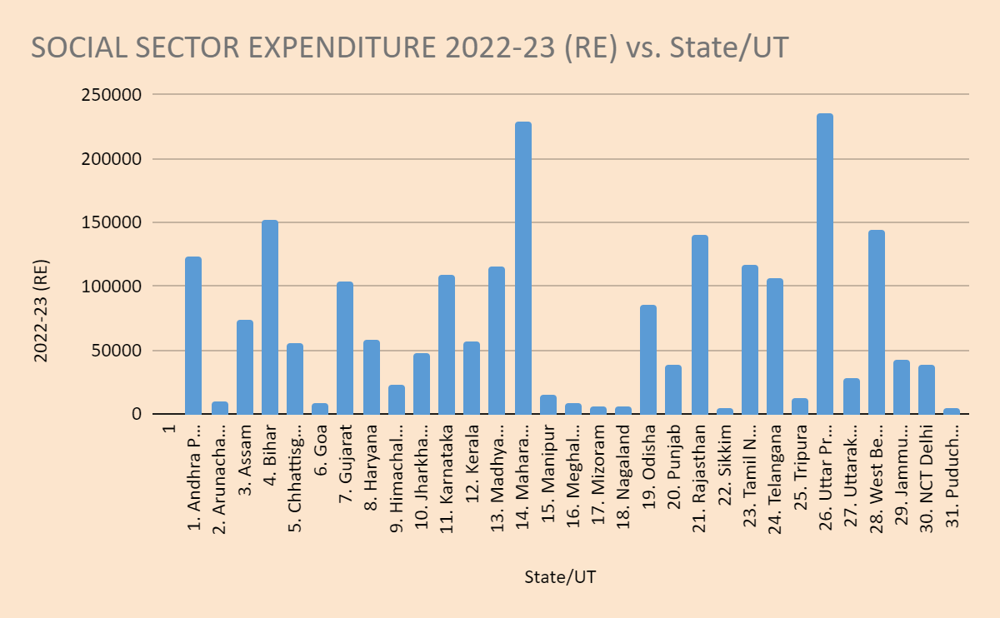 SOCIAL SECTOR EXPENDITURE 2022-23 (RE) vs. State/UT
250000
200000
150000
100000
50000
0
2022-23 (RE)
1
1. Andhra P...
2. Arunacha...
3. Assam
4. Bihar
5. Chhattisg...
6. Goa
7. Gujarat
8. Haryana
9. Himachal...
10. Jharkha...
11. Karnataka
12. Kerala
13. Madhya...
14. Mahara...
15. Manipur
16. Meghal...
17. Mizoram
18. Nagaland
19. Odisha
20. Punjab
21. Rajasthan
22. Sikkim
23. Tamil N...
24. Telangana
25. Tripura
26. Uttar Pr...
27. Uttarak...
28. West Be...
29. Jammu...
30. NCT Delhi
31. Puduch...
State/UT